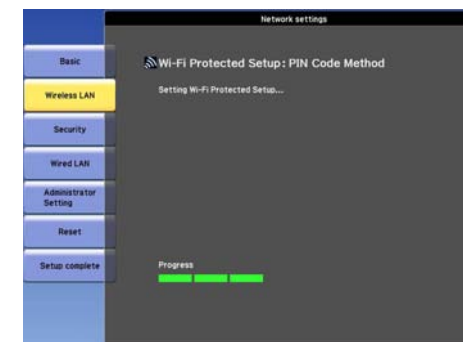 Network settings
Basic
Wireless LAN
Security
Wired LAN
Administrator
Setting
Reset
Setup complete
Wi-Fi Protected Setup: PIN Code Method
Setting Wi-Fi Protected Setup...
Progress